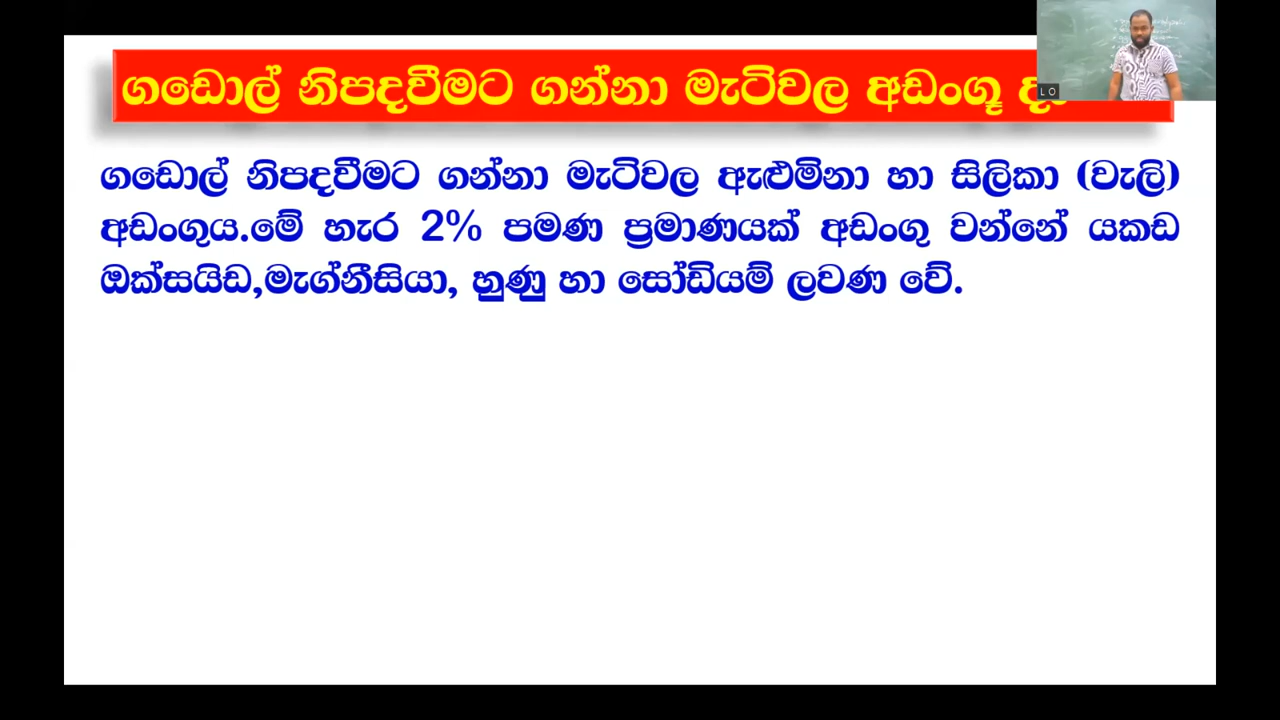 ගඩොල් නිපදවීමට ගන්නා මැටිවල අඩංගූ
L O
ගඩොල් නිපදවීමට ගන්නා මැටිවල ඇළුමිනා හා සිලිකා (වැලි)
අඩංගුය.මේ හැර 2% පමණ ප්‍රමාණයක් අඩංගු වන්නේ යකඩ
ඔක්සයිඩ,මැග්නීසියා, හුණු හා සෝඩියම් ලවණ වේ.